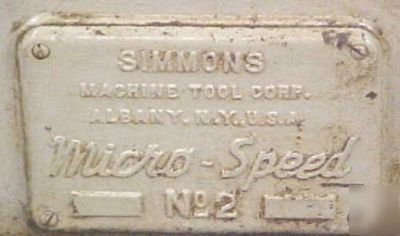 SIMMONS
MACHINE TOOL CORP.
ALBANY, N.Y. U.S.A.
Micro-Speed
No 2